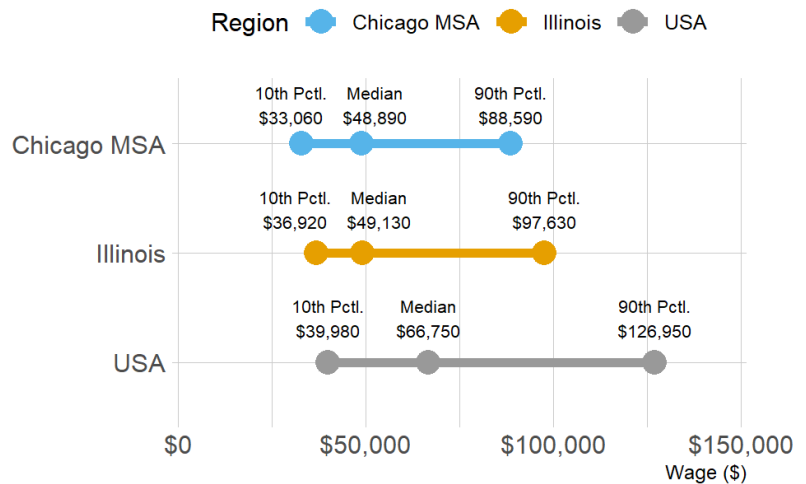 Region Chicago MSA Illinois USA
10th Pctl. Median 90th Pctl.
$33,060 $48,890 $88,590
Chicago MSA
10th Pctl. Median 90th Pctl.
$36,920 $49,130 $97,630
Illinois
10th Pctl. Median 90th Pctl.
$39,980 $66,750 $126,950
USA
$0 $50,000 $100,000 $150,000
Wage ($)